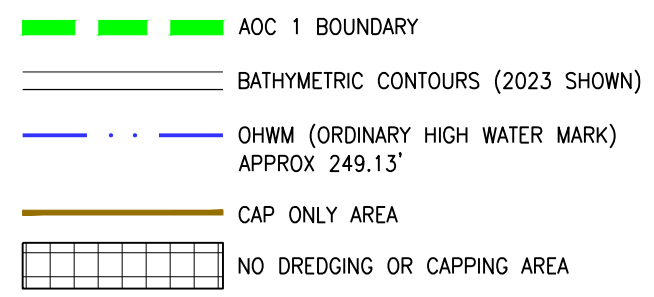 AOC 1 BOUNDARY
BATHYMETRIC CONTOURS (2023 SHOWN)
OHWM (ORDINARY HIGH WATER MARK)
APPROX 249.13'
CAP ONLY AREA
NO DREDGING OR CAPPING AREA